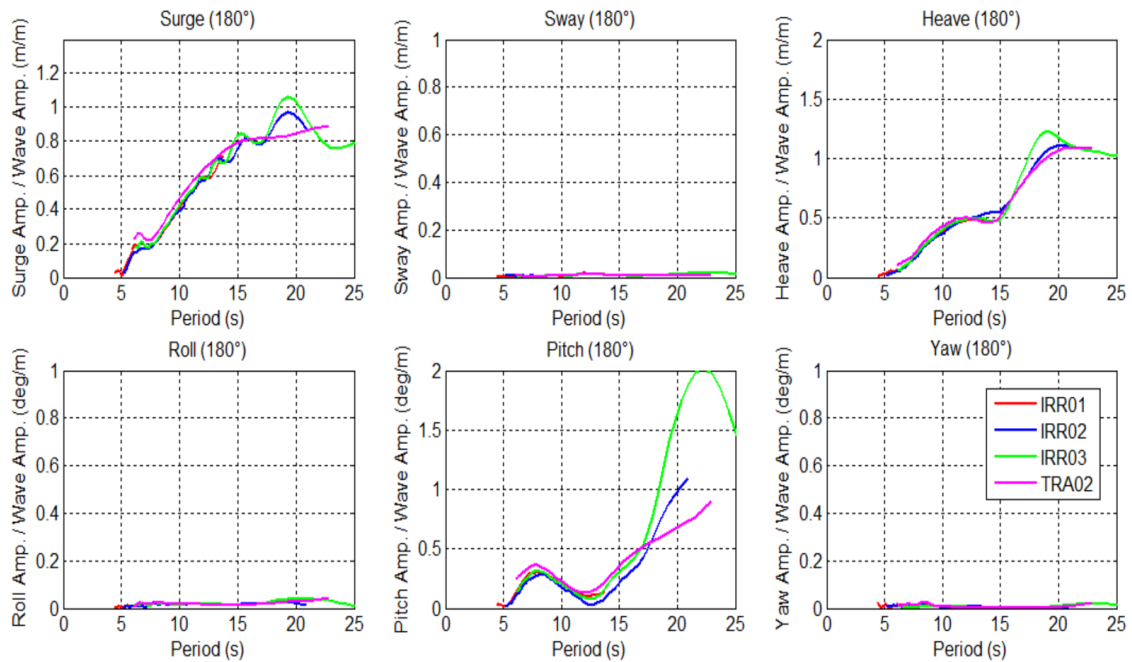 Surge (180°)
Sway (180°)
Heave (180°)
Surge Amp. / Wave Amp. (m/m)
1.2
1
0.8
0.6
0.4
0.2
0
0 5 10 15 20 25
Period (s)
Sway Amp. / Wave Amp. (m/m)
1
0.8
0.6
0.4
0.2
0
0 5 10 15 20 25
Period (s)
Heave Amp. / Wave Amp. (m/m)
2
1.5
1
0.5
0
0 5 10 15 20 25
Period (s)
Roll (180°)
Pitch (180°)
Yaw (180°)
Roll Amp. / Wave Amp. (deg/m)
1
0.8
0.6
0.4
0.2
0
0 5 10 15 20 25
Period (s)
Pitch Amp. / Wave Amp. (deg/m)
2
1.5
1
0.5
0
0 5 10 15 20 25
Period (s)
Yaw Amp. / Wave Amp. (deg/m)
1
0.8
0.6
0.4
0.2
0
0 5 10 15 20 25
Period (s)
IRR01
IRR02
IRR03
TRA02